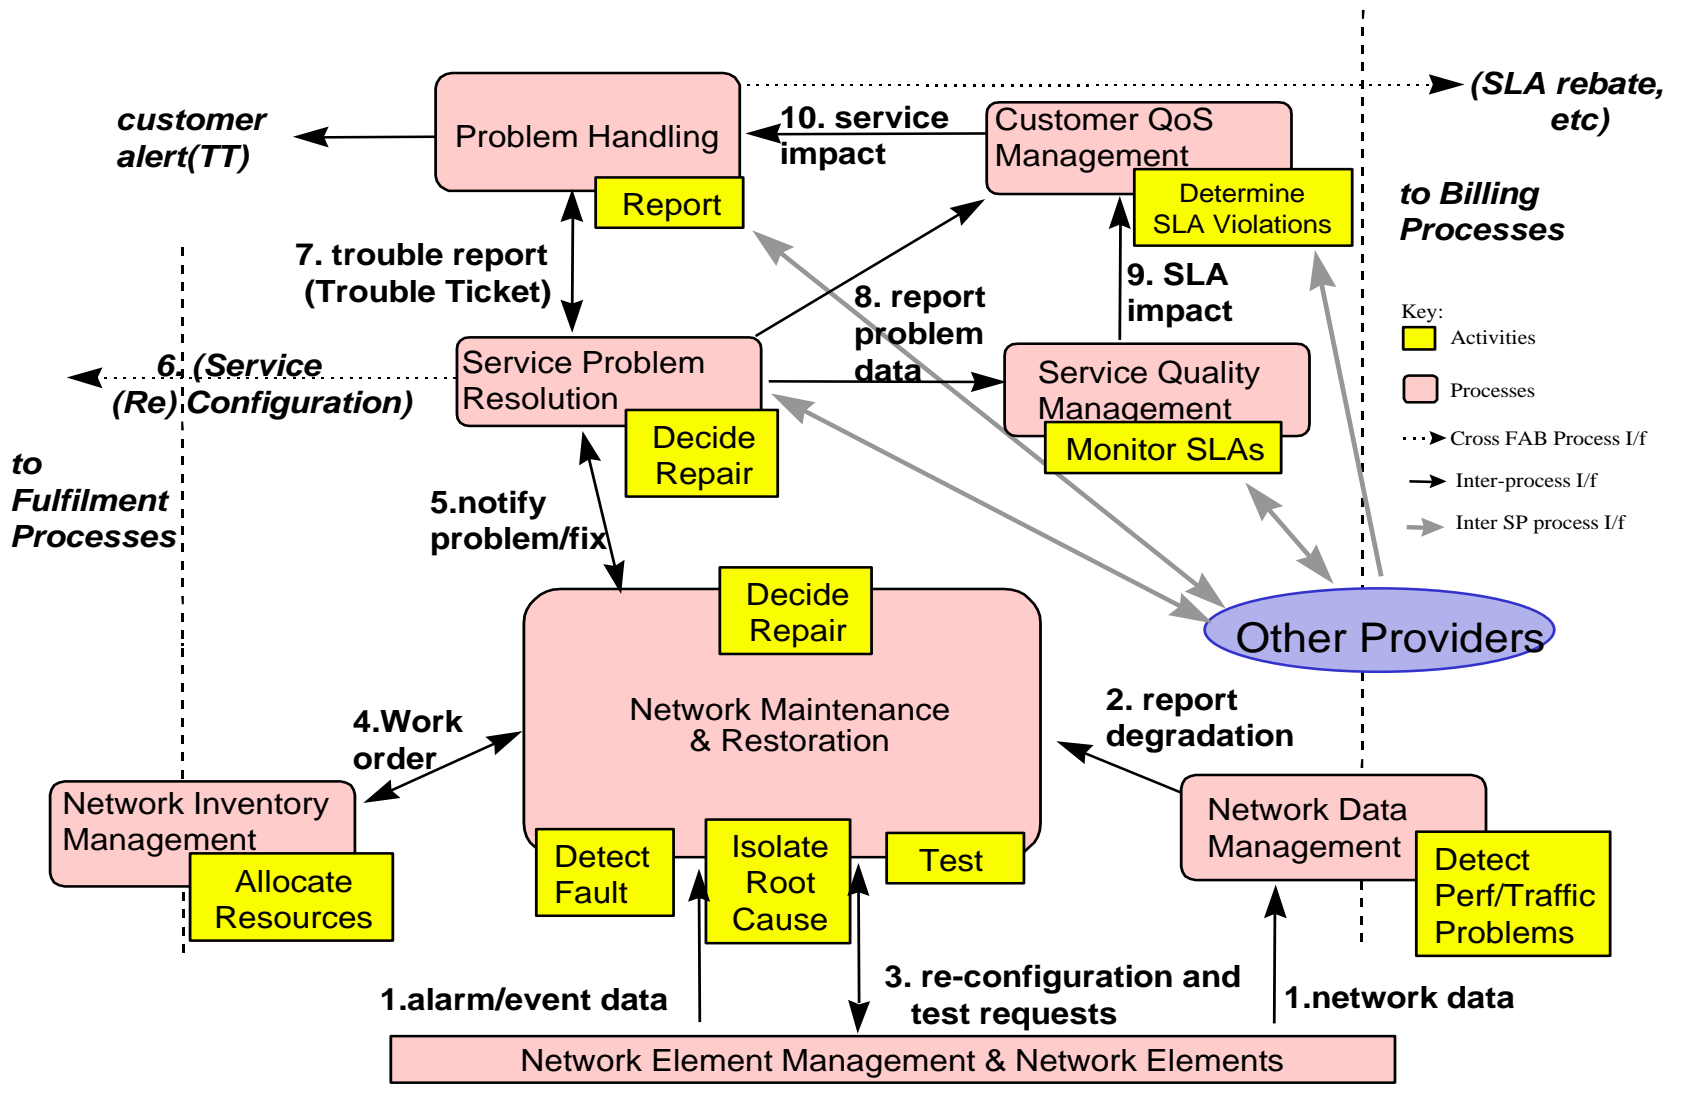 (SLA rebate,
etc)
customer
alert(TT)
Problem Handling
Report
10. service
impact
Customer QoS
Management
Determine
SLA Violations
to Billing
Processes
7. trouble report
(Trouble Ticket)
8. report
problem
data
9. SLA
impact
Key:
Activities
Processes
Cross FAB Process I/f
Inter-process I/f
Inter SP process I/f
6. (Service
(Re) Configuration)
Service Problem
Resolution
Decide
Repair
Service Quality
Management
Monitor SLAs
to
Fulfilment
Processes
5.notify
problem/fix
Decide
Repair
Other Providers
Network Maintenance
& Restoration
4.Work
order
2. report
degradation
Network Inventory
Management
Allocate
Resources
Detect
Fault
Isolate
Root
Cause
Test
Network Data
Management
Detect
Perf/Traffic
Problems
1.alarm/event data
3. re-configuration and
test requests
1.network data
Network Element Management & Network Elements